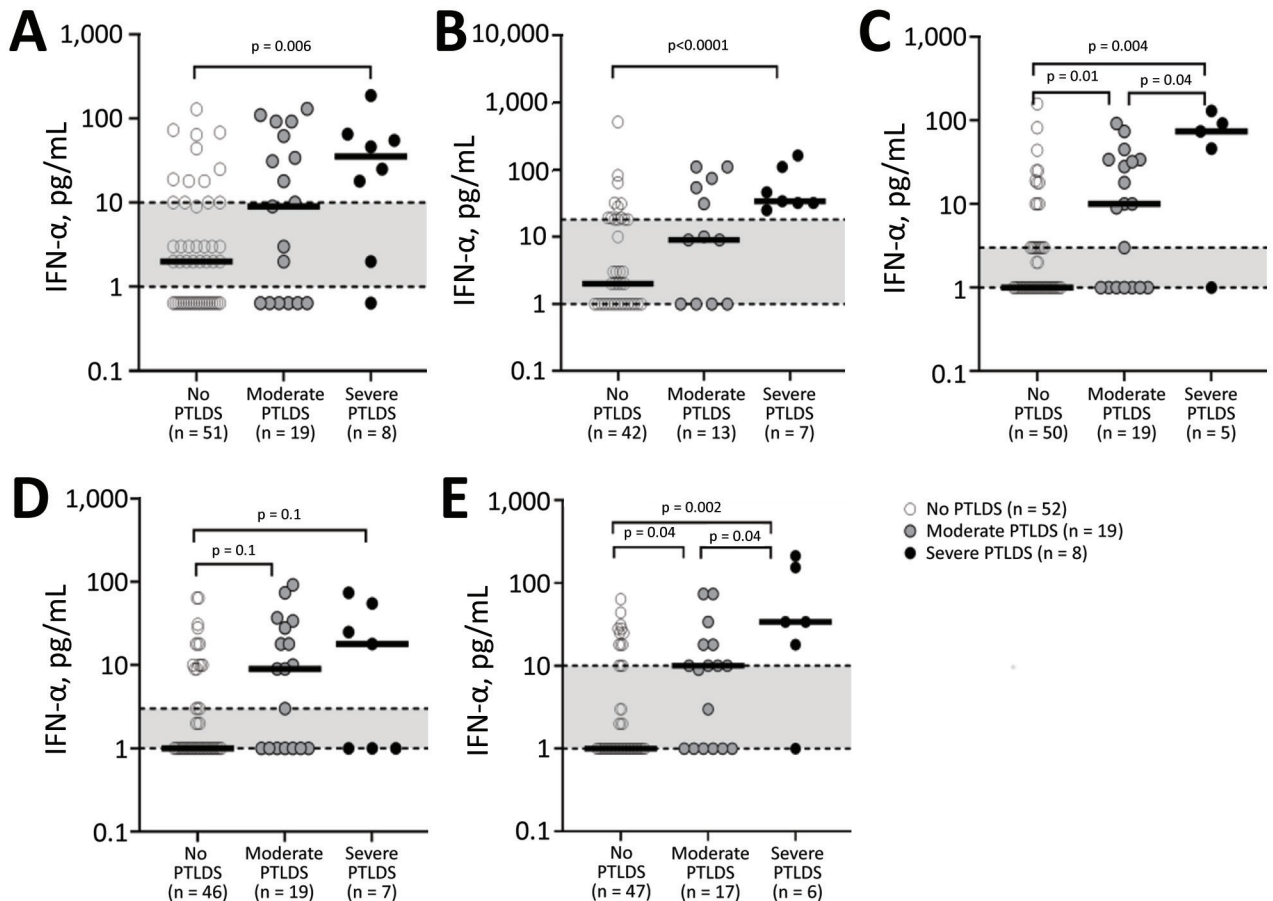 A
1,000
100
10
1
0.1
IFN-α, pg/mL
p = 0.006
No PTLDS (n = 51)
Moderate PTLDS (n = 19)
Severe PTLDS (n = 8)
B
10,000
1,000
100
10
1
0.1
IFN-α, pg/mL
p<0.0001
No PTLDS (n = 42)
Moderate PTLDS (n = 13)
Severe PTLDS (n = 7)
C
1,000
100
10
1
0.1
IFN-α, pg/mL
p = 0.004
p = 0.01
p = 0.04
No PTLDS (n = 50)
Moderate PTLDS (n = 19)
Severe PTLDS (n = 5)
D
1,000
100
10
1
0.1
IFN-α, pg/mL
p = 0.1
p = 0.1
No PTLDS (n = 46)
Moderate PTLDS (n = 19)
Severe PTLDS (n = 7)
E
1,000
100
10
1
0.1
IFN-α, pg/mL
p = 0.002
p = 0.04
p = 0.04
No PTLDS (n = 47)
Moderate PTLDS (n = 17)
Severe PTLDS (n = 6)
No PTLDS (n = 52)
Moderate PTLDS (n = 19)
Severe PTLDS (n = 8)